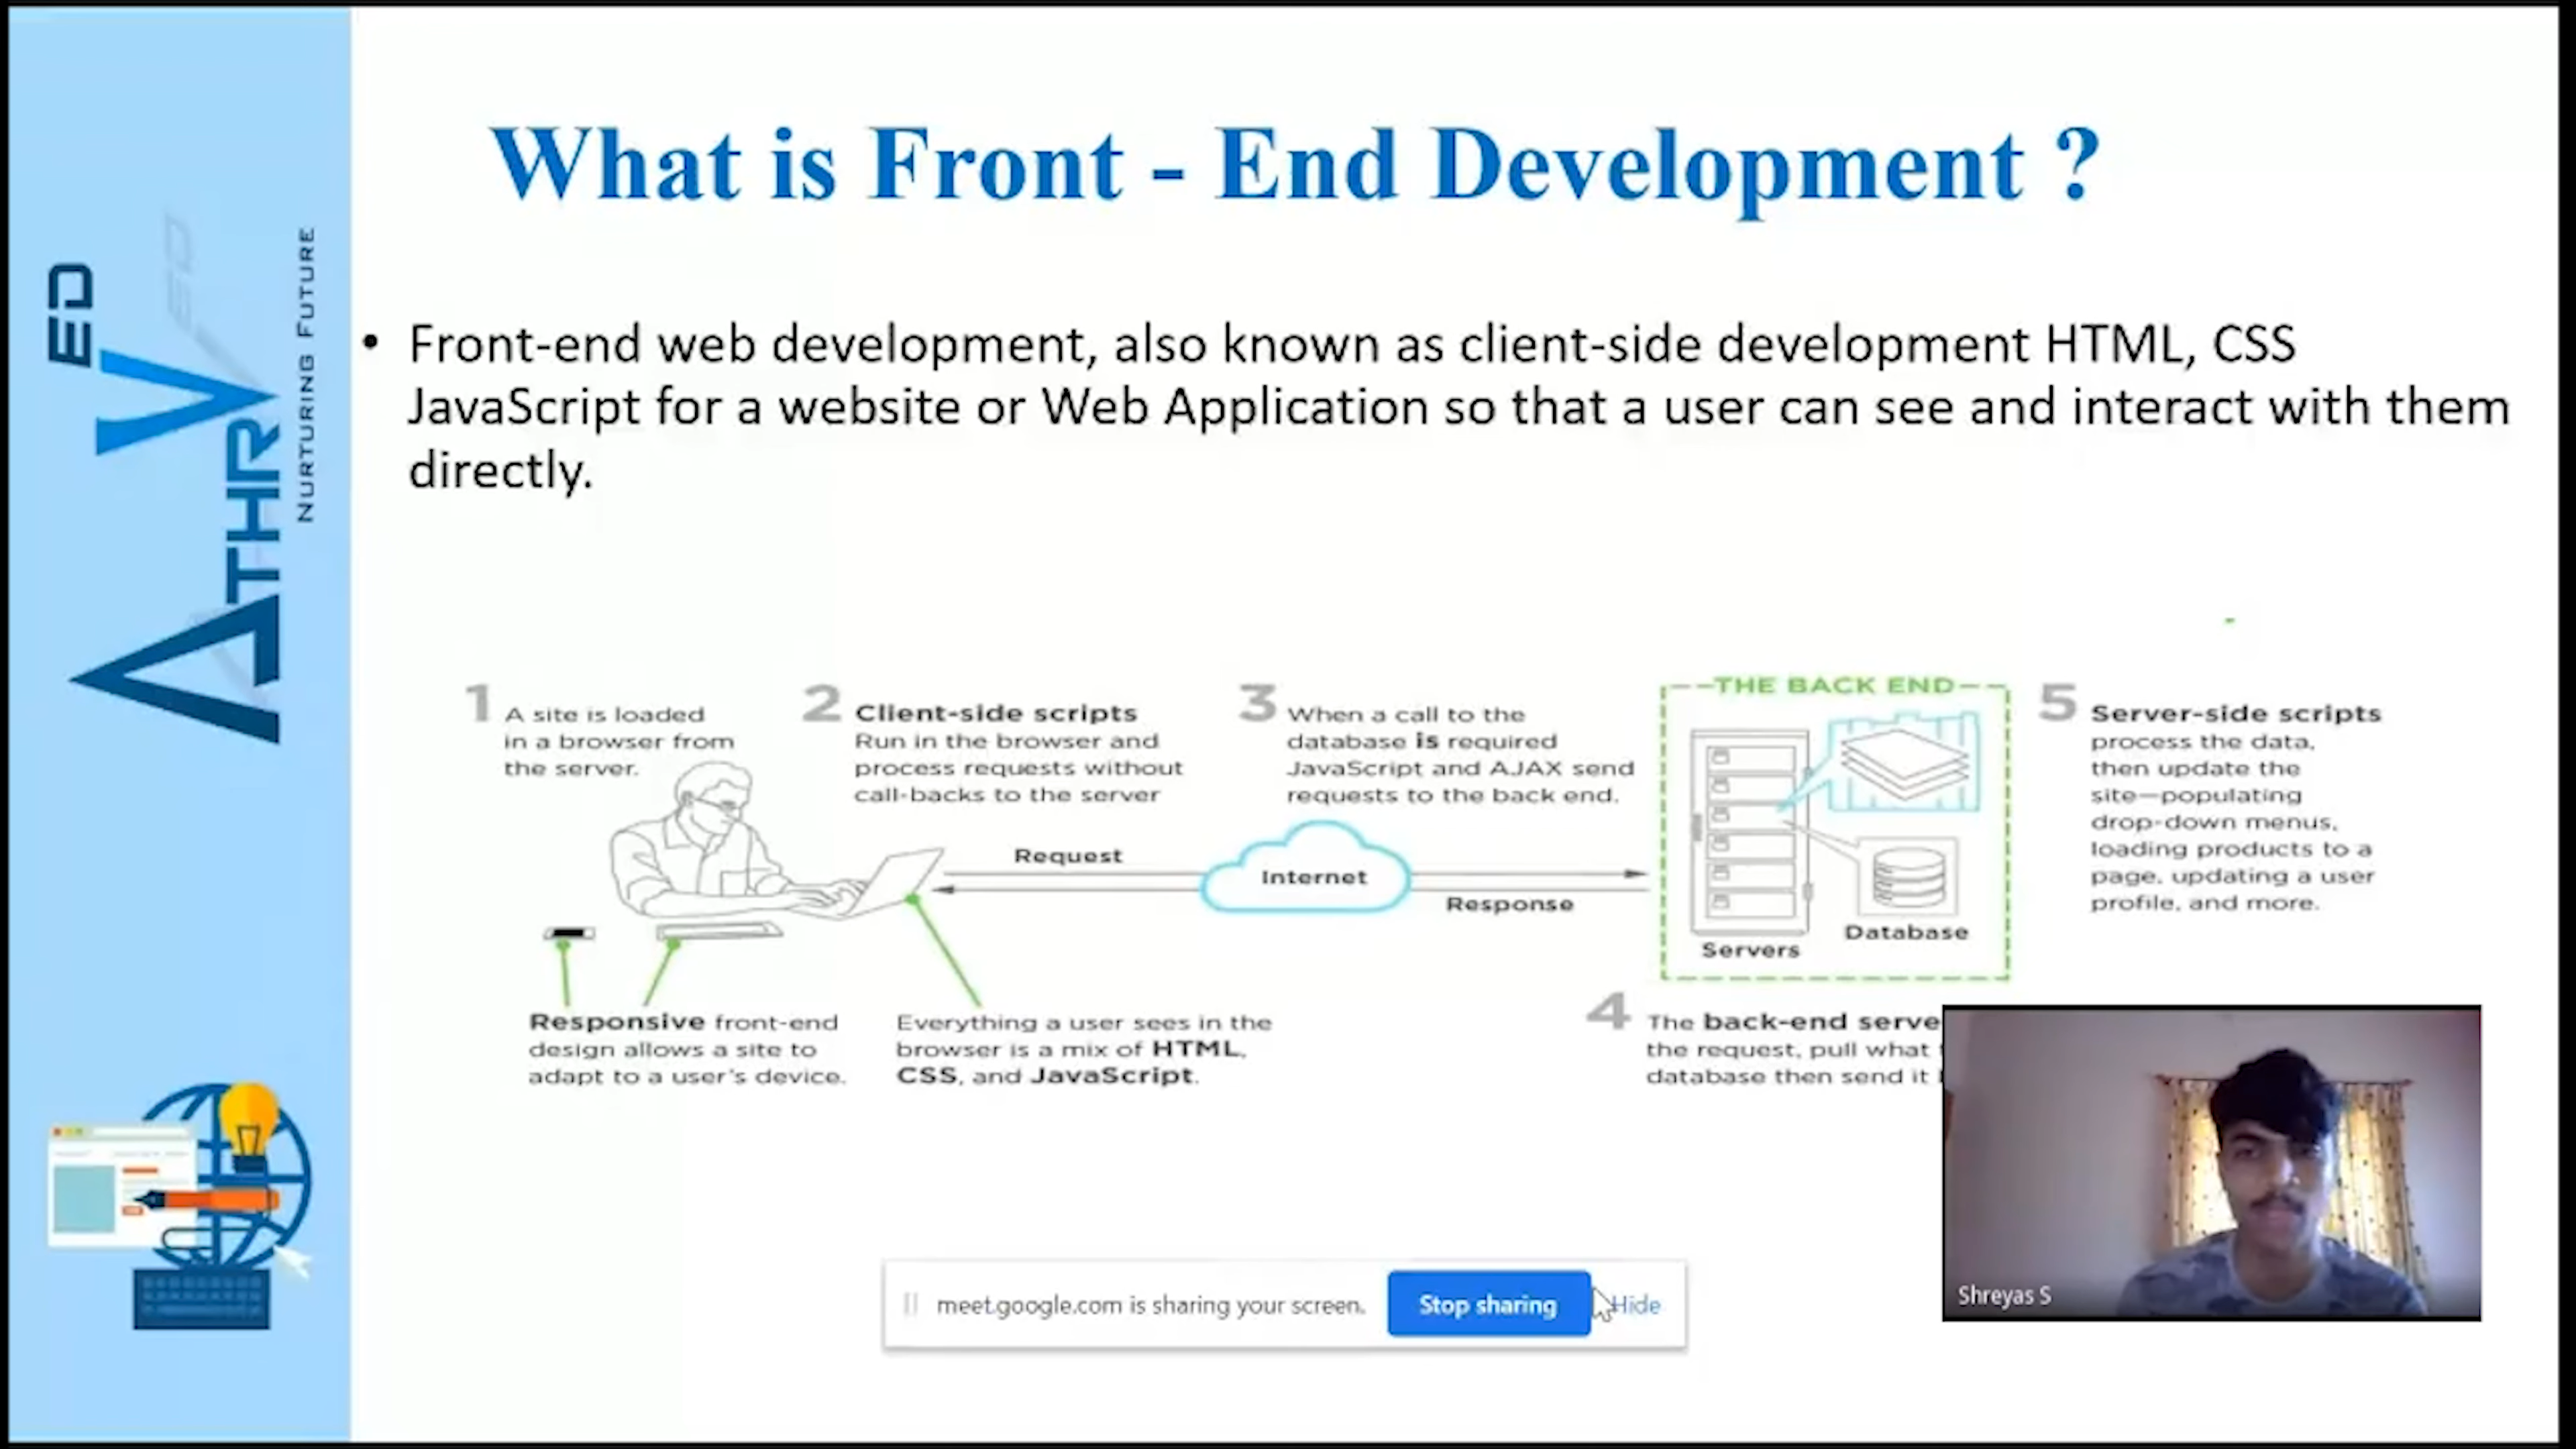 What is Front - End Development ?
ATHRVED
NURTURING FUTURE
• Front-end web development, also known as client-side development HTML, CSS
JavaScript for a website or Web Application so that a user can see and interact with them
directly.
1 A site is loaded
in a browser from
the server.
2 Client-side scripts
Run in the browser and
process requests without
call-backs to the server
3 When a call to the
database is required
JavaScript and AJAX send
requests to the back end.
THE BACK END
Servers
Database
5 Server-side scripts
process the data,
then update the
site—populating
drop-down menus,
loading products to a
page, updating a user
profile, and more.
Request
Internet
Response
Responsive front-end
design allows a site to
adapt to a user's device.
Everything a user sees in the
browser is a mix of HTML,
CSS, and JavaScript.
4 The back-end serve
the request, pull what
database then send it
Shreyas S
meet.google.com is sharing your screen.
Stop sharing
Hide